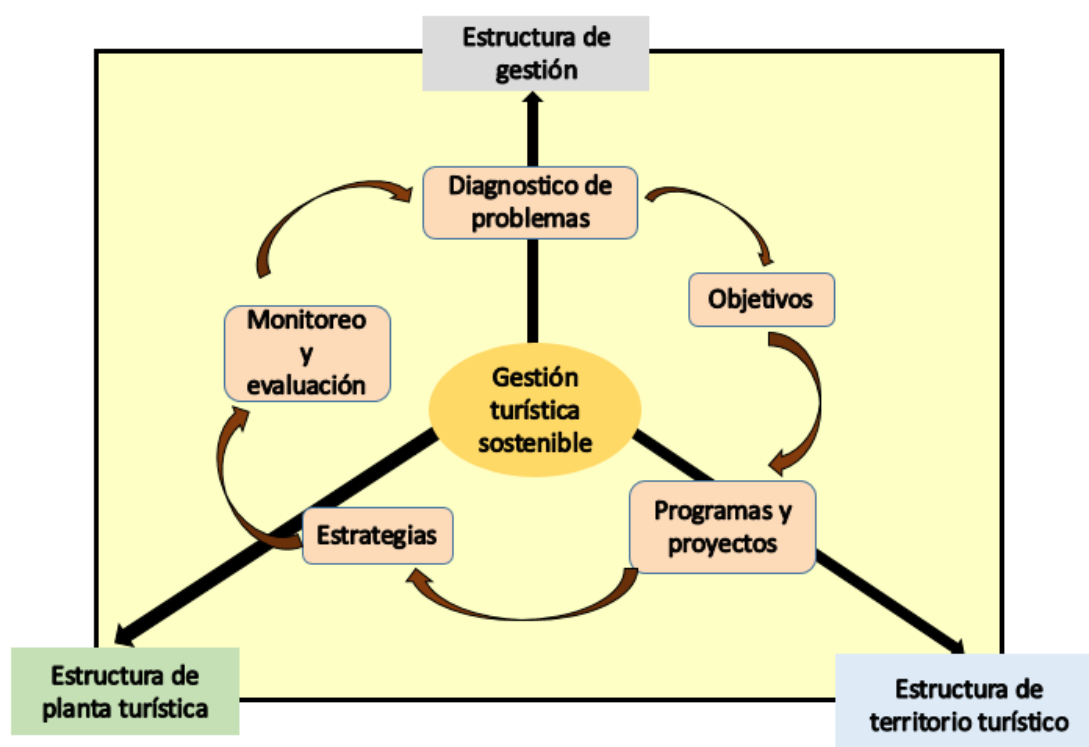 Estructura de
gestión
Diagnostico de
problemas
Objetivos
Monitoreo
y
evaluación
Gestión
turística
sostenible
Programas y
proyectos
Estrategias
Estructura de
planta turística
Estructura de
territorio turístico